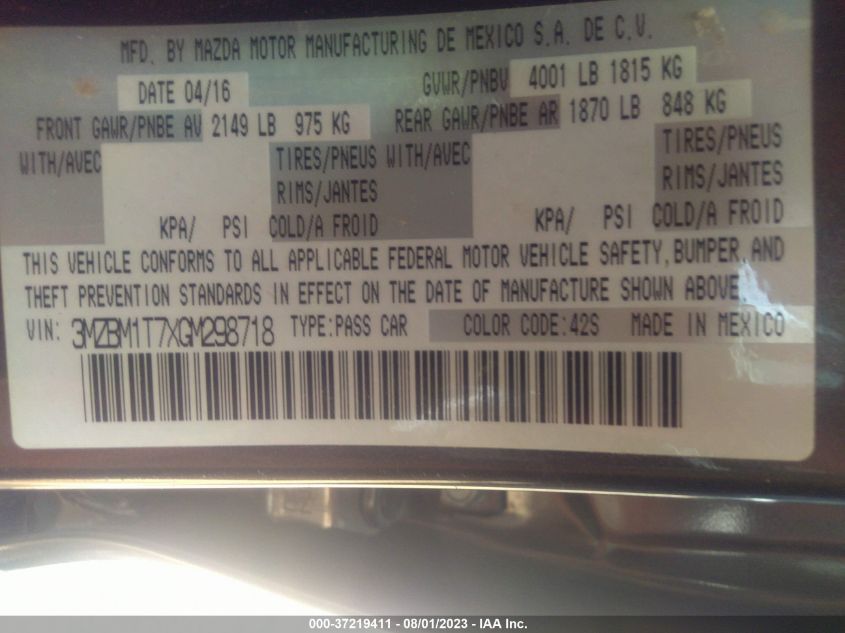 MFD. BY MAZDA MOTOR MANUFACTURING DE MEXICO S.A. DE C.V.
DATE 04/16 GVWR/PNBV 4001 LB 1815 KG
FRONT GAWR/PNBE AV 2149 LB 975 KG REAR GAWR/PNBE AR 1870 LB 848 KG
WITH/AVEC TIRES/PNEUS WITH/AVEC TIRES/PNEUS
RIMS/JANTES RIMS/JANTES
KPA/ PSI COLD/A FROID KPA/ PSI COLD/A FROID
THIS VEHICLE CONFORMS TO ALL APPLICABLE FEDERAL MOTOR VEHICLE SAFETY, BUMPER, AND
THEFT PREVENTION STANDARDS IN EFFECT ON THE DATE OF MANUFACTURE SHOWN ABOVE.
VIN: 3MZBM1T7XGM298718 TYPE:PASS CAR COLOR CODE:42S MADE IN MEXICO
000-37219411 - 08/01/2023 - IAA Inc.